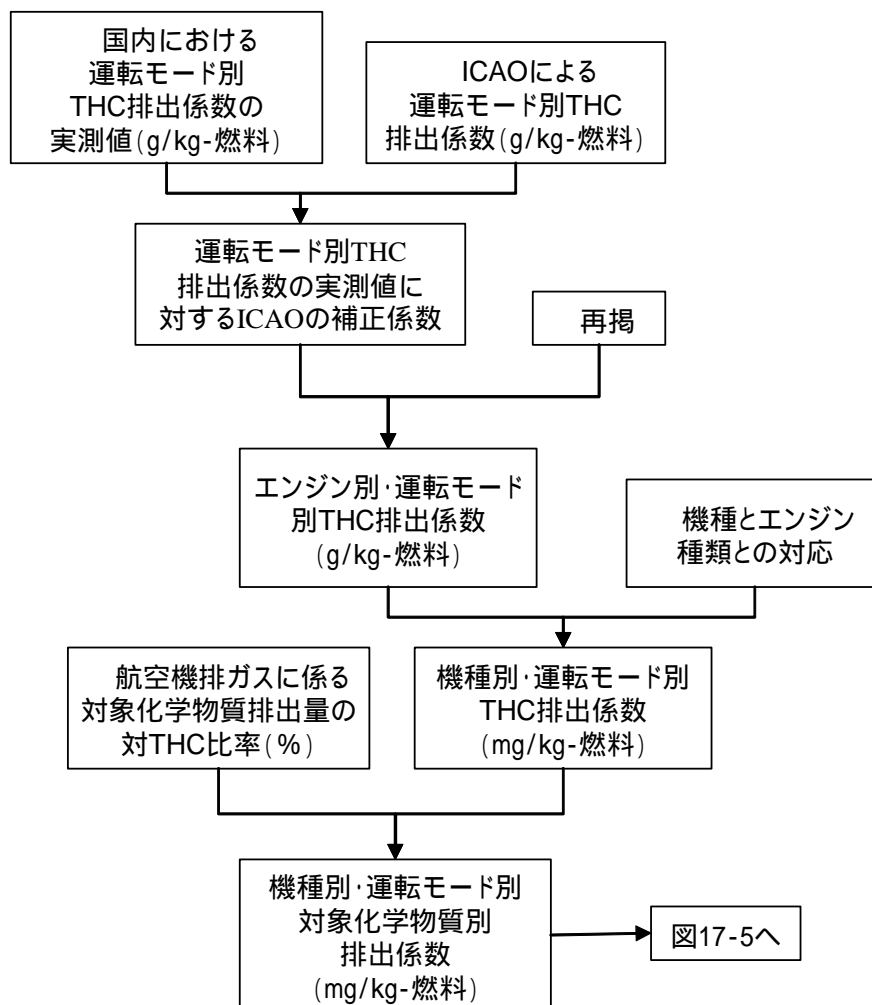 国内における
運転モード別
THC排出係数の
実測値(g/kg-燃料)
ICAOによる
運転モード別THC
排出係数(g/kg-燃料)
運転モード別THC
排出係数の実測値に
対するICAOの補正係数
再掲
エンジン別・運転モード
別THC排出係数
(g/kg-燃料)
機種とエンジン
種類との対応
航空機排ガスに係る
対象化学物質排出量の
対THC比率(%)
機種別・運転モード別
THC排出係数
(mg/kg-燃料)
機種別・運転モード別
対象化学物質別
排出係数
(mg/kg-燃料)
図17-5へ